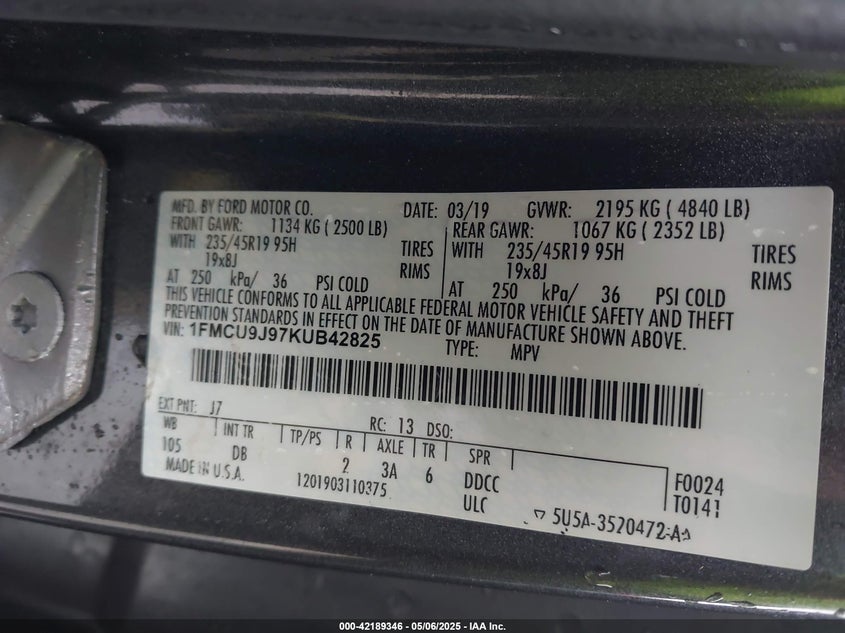 MFD. BY FORD MOTOR CO. DATE: 03/19 GVWR: 2195 KG ( 4840 LB)
FRONT GAWR: 1134 KG ( 2500 LB) REAR GAWR: 1067 KG ( 2352 LB)
WITH 235/45R19 95H TIRES WITH 235/45R19 95H TIRES
19x8J RIMS 19x8J RIMS
AT 250 kPa/ 36 PSI COLD AT 250 kPa/ 36 PSI COLD
THIS VEHICLE CONFORMS TO ALL APPLICABLE FEDERAL MOTOR VEHICLE SAFETY AND THEFT
PREVENTION STANDARDS IN EFFECT ON THE DATE OF MANUFACTURE SHOWN ABOVE.
VIN: 1FMCU9J97KUB42825 TYPE: MPV
EXT PNT: J7 RC: 13 DSO:
WB INT TR TP/PS R AXLE TR SPR
105 DB 2 3A 6 DDCC F0024
MADE IN U.S.A. 1201903110375 ULC T0141
5U5A-3520472-AA
000-42189346 - 05/06/2025 - IAA Inc.